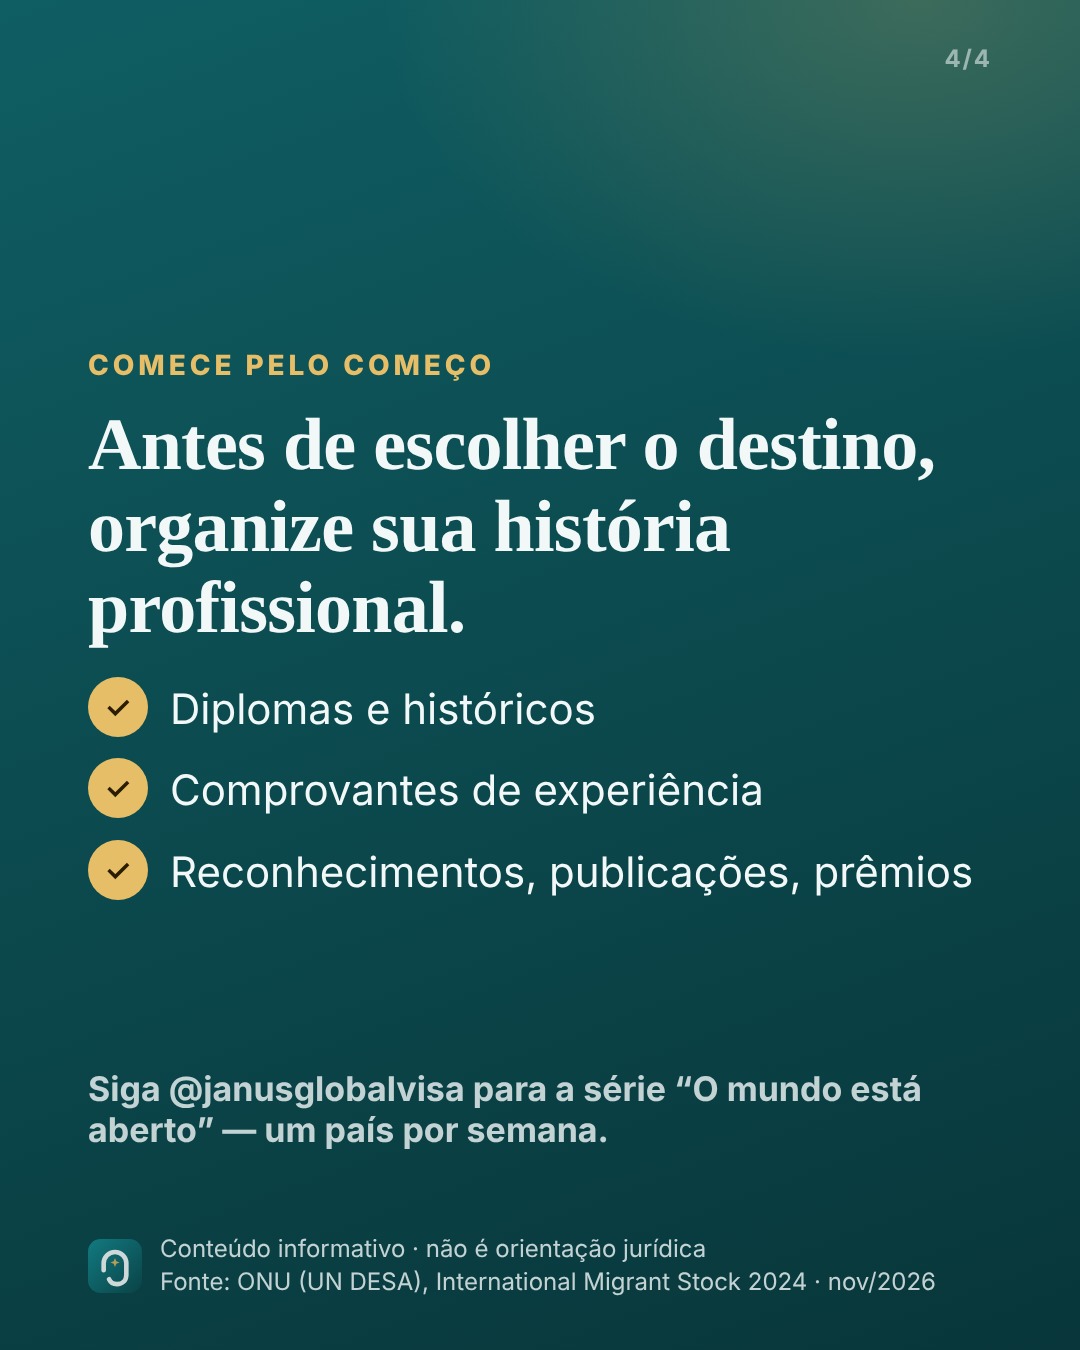 4/4
COMECE PELO COMEÇO
Antes de escolher o destino,
organize sua história
profissional.
Diplomas e históricos
Comprovantes de experiência
Reconhecimentos, publicações, prêmios
Siga @janusglobalvisa para a série “O mundo está
aberto” — um país por semana.
Conteúdo informativo · não é orientação jurídica
Fonte: ONU (UN DESA), International Migrant Stock 2024 · nov/2026